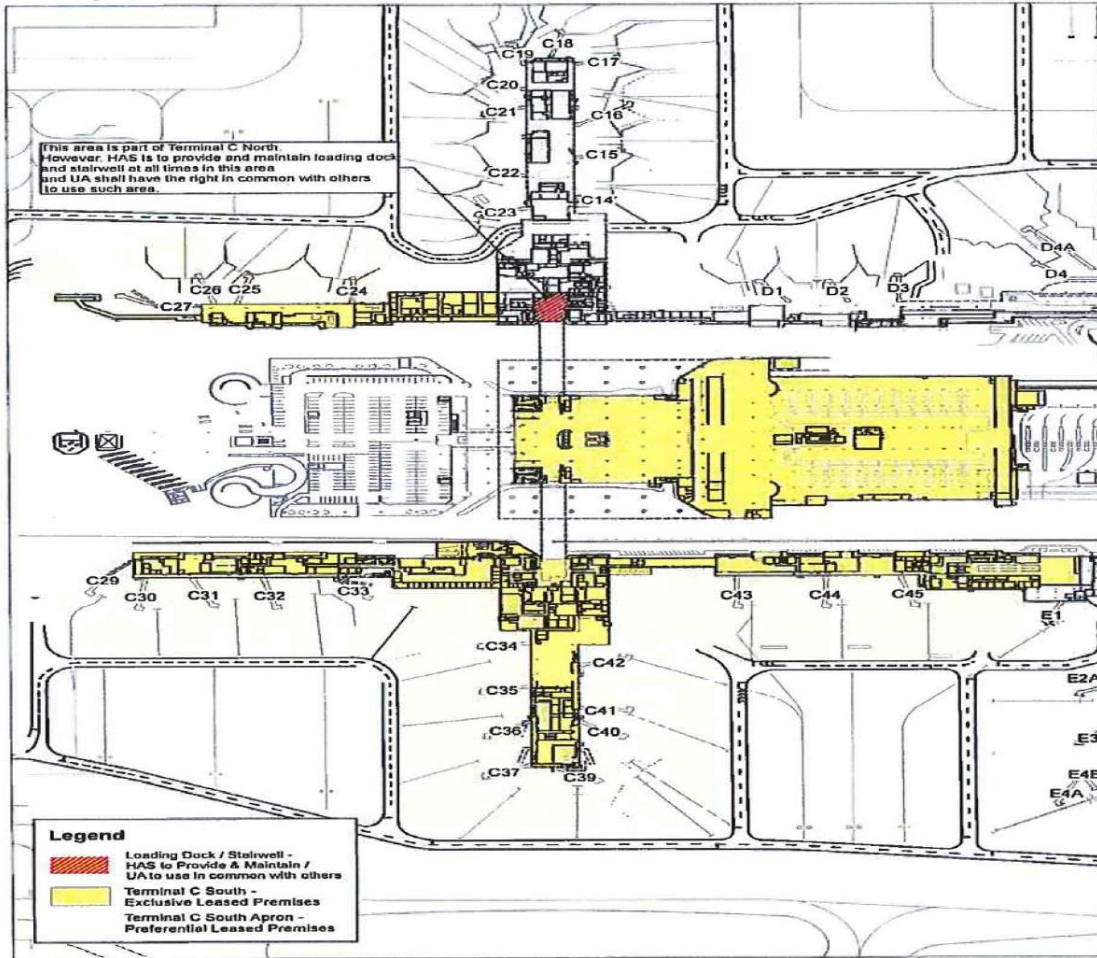 C18
C19
C17
C20
C21
C16
This area is part of Terminal C North.
However, HAS is to provide and maintain loading dock
and stairwell at all times in this area
and UA shall have the right in common with others
to use such area.
C15
C22
C14
C23
D4A
D4
C26
C25
C24
D1
D2
D3
C27
C29
C30
C31
C32
C33
C43
C44
C45
E1
C34
C42
C35
E2A
C41
C36
C40
E3
C37
C39
E4B
E4A
Legend
Loading Dock / Stairwell -
HAS to Provide & Maintain /
UA to use in common with others
Terminal C South -
Exclusive Leased Premises
Terminal C South Apron -
Preferential Leased Premises